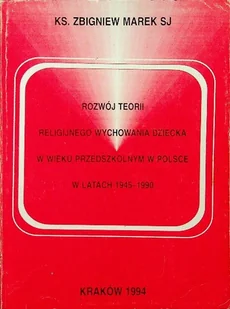 KS. ZBIGNIEW MAREK SJ
ROZWÓJ TEORII
RELIGIJNEGO WYCHOWANIA DZIECKA
W WIEKU PRZEDSZKOLNYM W POLSCE
W LATACH 1945-1990
KRAKÓW 1994